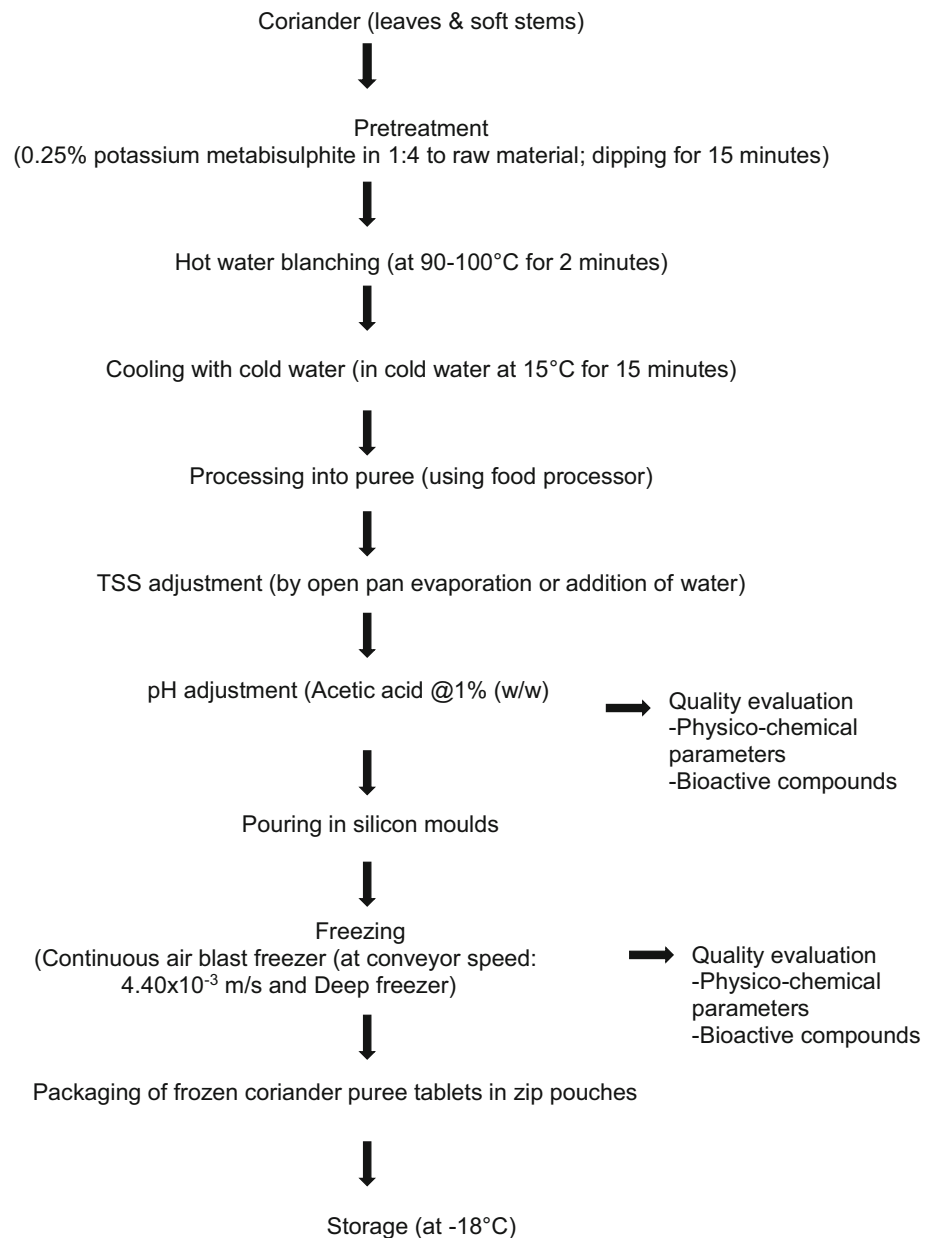 Coriander (leaves & soft stems)
Pretreatment
(0.25% potassium metabisulphite in 1:4 to raw material; dipping for 15 minutes)
Hot water blanching (at 90-100°C for 2 minutes)
Cooling with cold water (in cold water at 15°C for 15 minutes)
Processing into puree (using food processor)
TSS adjustment (by open pan evaporation or addition of water)
pH adjustment (Acetic acid @1% (w/w)
Quality evaluation
-Physico-chemical
parameters
-Bioactive compounds
Pouring in silicon moulds
Freezing
(Continuous air blast freezer (at conveyor speed:
4.40x10⁻³ m/s and Deep freezer)
Quality evaluation
-Physico-chemical
parameters
-Bioactive compounds
Packaging of frozen coriander puree tablets in zip pouches
Storage (at -18°C)